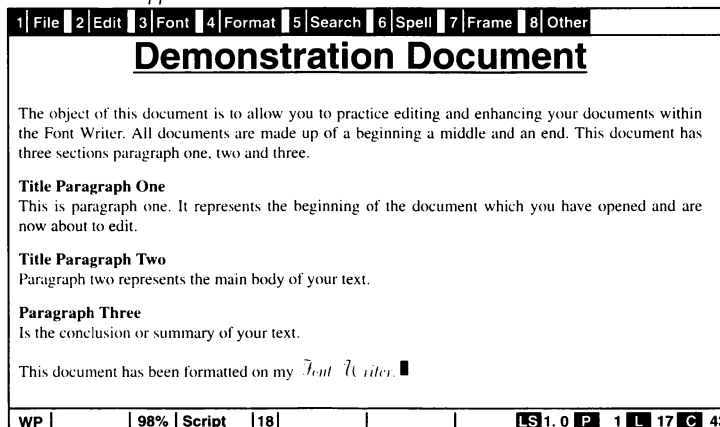 1 File 2 Edit 3 Font 4 Format 5 Search 6 Spell 7 Frame 8 Other
Demonstration Document
The object of this document is to allow you to practice editing and enhancing your documents within
the Font Writer. All documents are made up of a beginning a middle and an end. This document has
three sections paragraph one, two and three.
Title Paragraph One
This is paragraph one. It represents the beginning of the document which you have opened and are
now about to edit.
Title Paragraph Two
Paragraph two represents the main body of your text.
Paragraph Three
Is the conclusion or summary of your text.
This document has been formatted on my Font Writer.
WP 98% Script 18 LS 1. 0 P 1 L 17 C